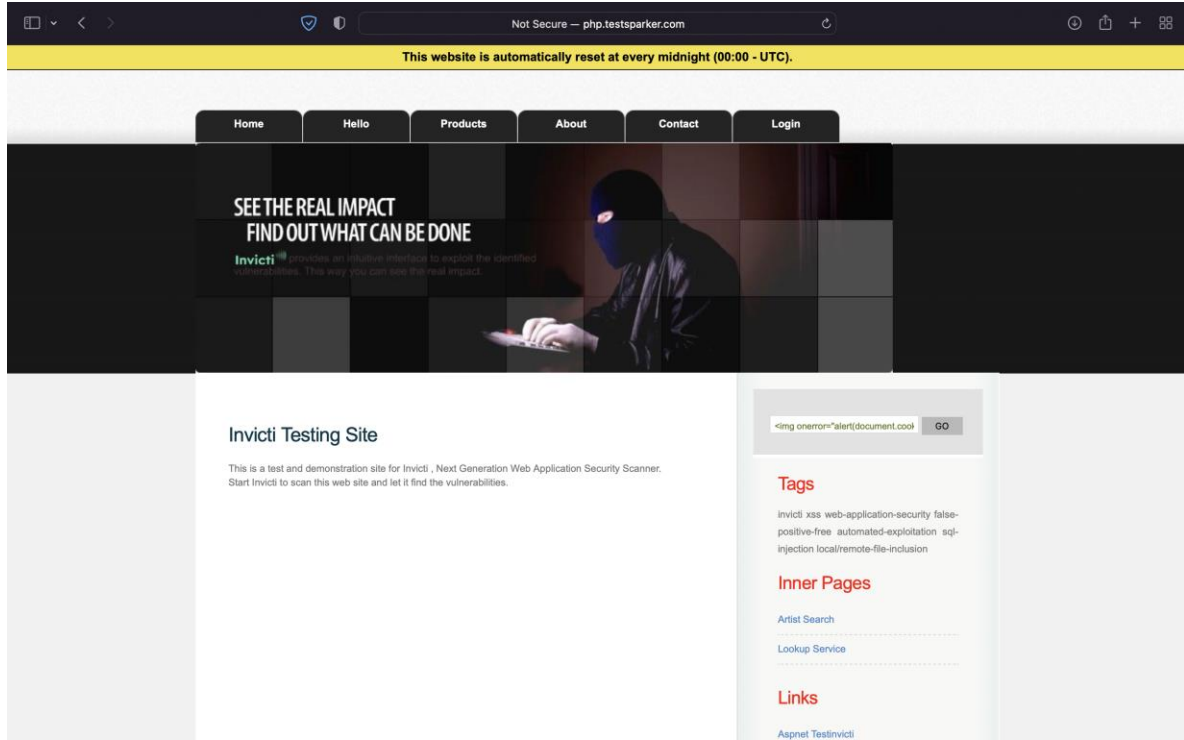 Not Secure — php.testsparker.com
This website is automatically reset at every midnight (00:00 - UTC).
Home Hello Products About Contact Login
SEE THE REAL IMPACT
FIND OUT WHAT CAN BE DONE
Invicti provides an intuitive interface to exploit the identified
vulnerabilities. This way you can see the real impact.
Invicti Testing Site
This is a test and demonstration site for Invicti , Next Generation Web Application Security Scanner.
Start Invicti to scan this web site and let it find the vulnerabilities.
<img onerror="alert(document.cook GO
Tags
invicti xss web-application-security false-
positive-free automated-exploitation sql-
injection local/remote-file-inclusion
Inner Pages
Artist Search
Lookup Service
Links
Aspnet Testinvicti